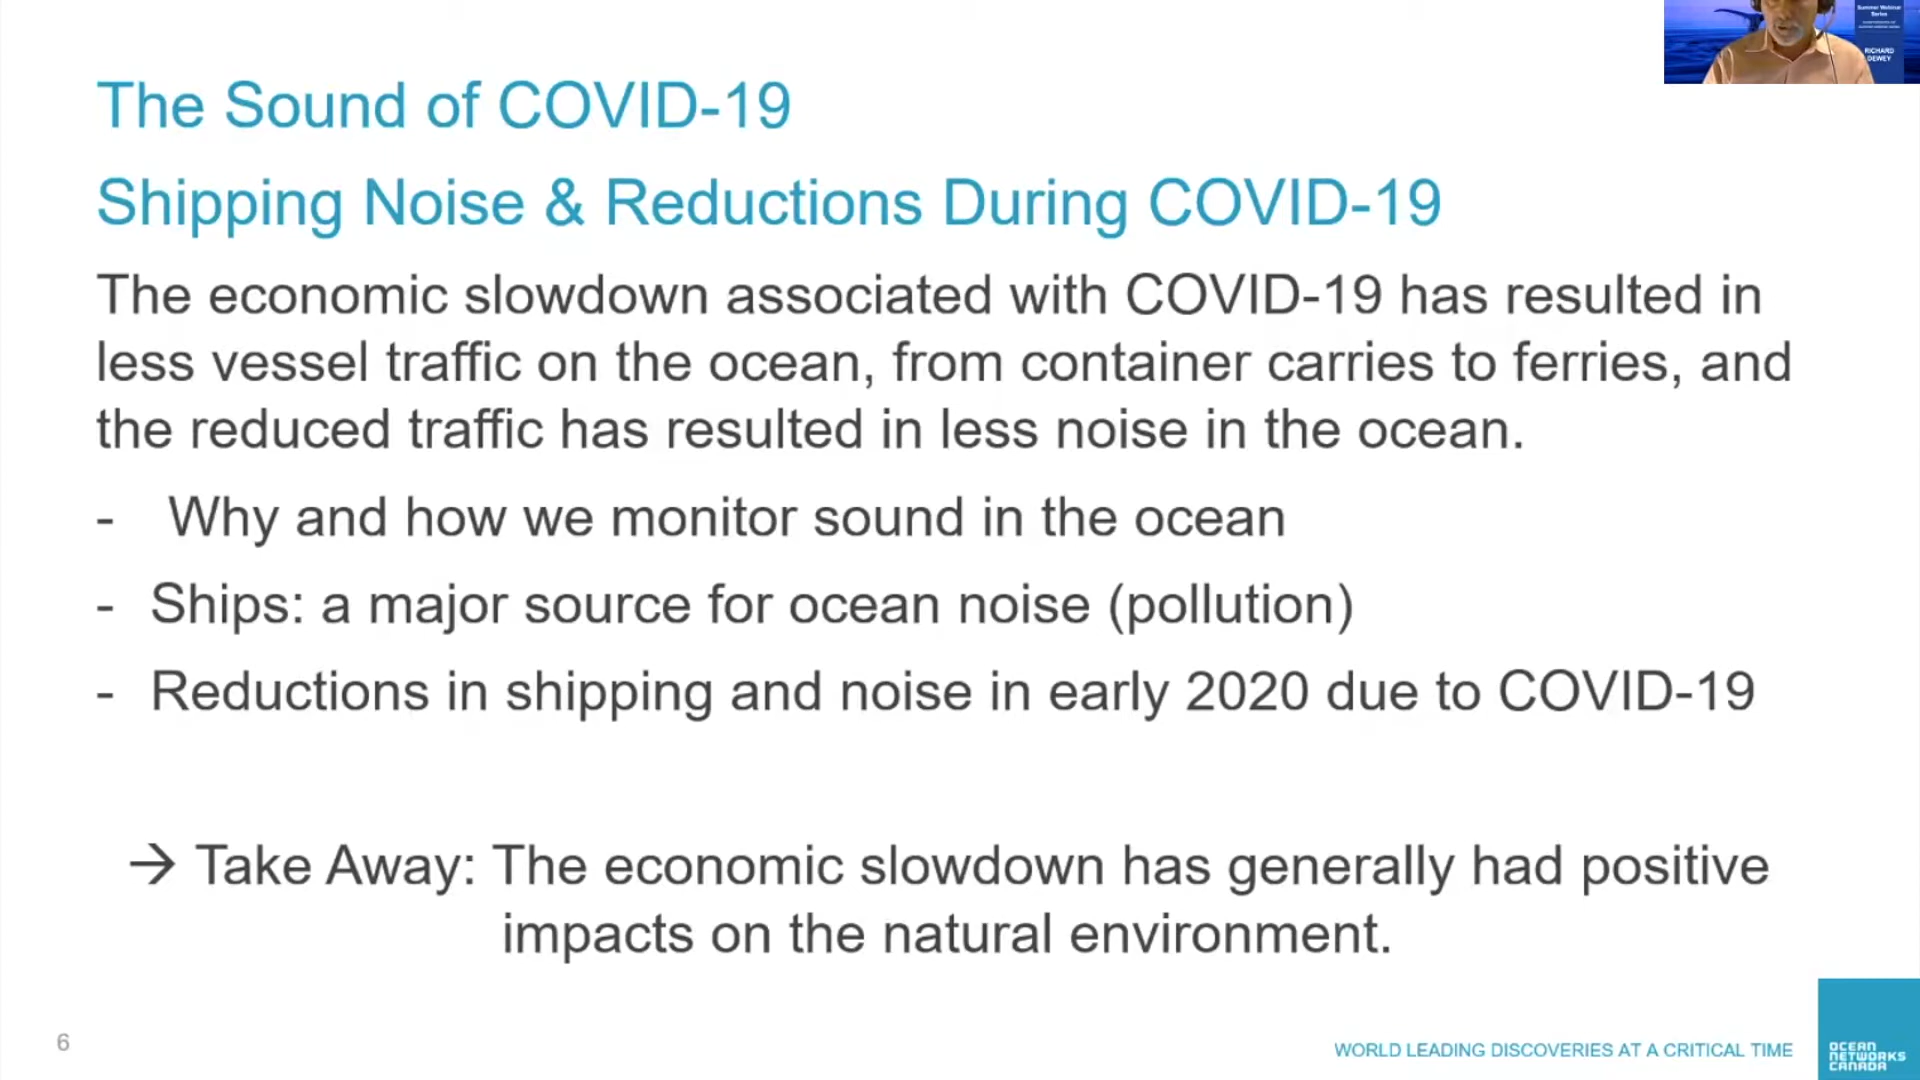 Summer Webinar
Series
RICHARD
DEWEY
The Sound of COVID-19
Shipping Noise & Reductions During COVID-19
The economic slowdown associated with COVID-19 has resulted in
less vessel traffic on the ocean, from container carries to ferries, and
the reduced traffic has resulted in less noise in the ocean.
- Why and how we monitor sound in the ocean
- Ships: a major source for ocean noise (pollution)
- Reductions in shipping and noise in early 2020 due to COVID-19
→ Take Away: The economic slowdown has generally had positive
impacts on the natural environment.
6
WORLD LEADING DISCOVERIES AT A CRITICAL TIME
OCEAN
NETWORKS
CANADA